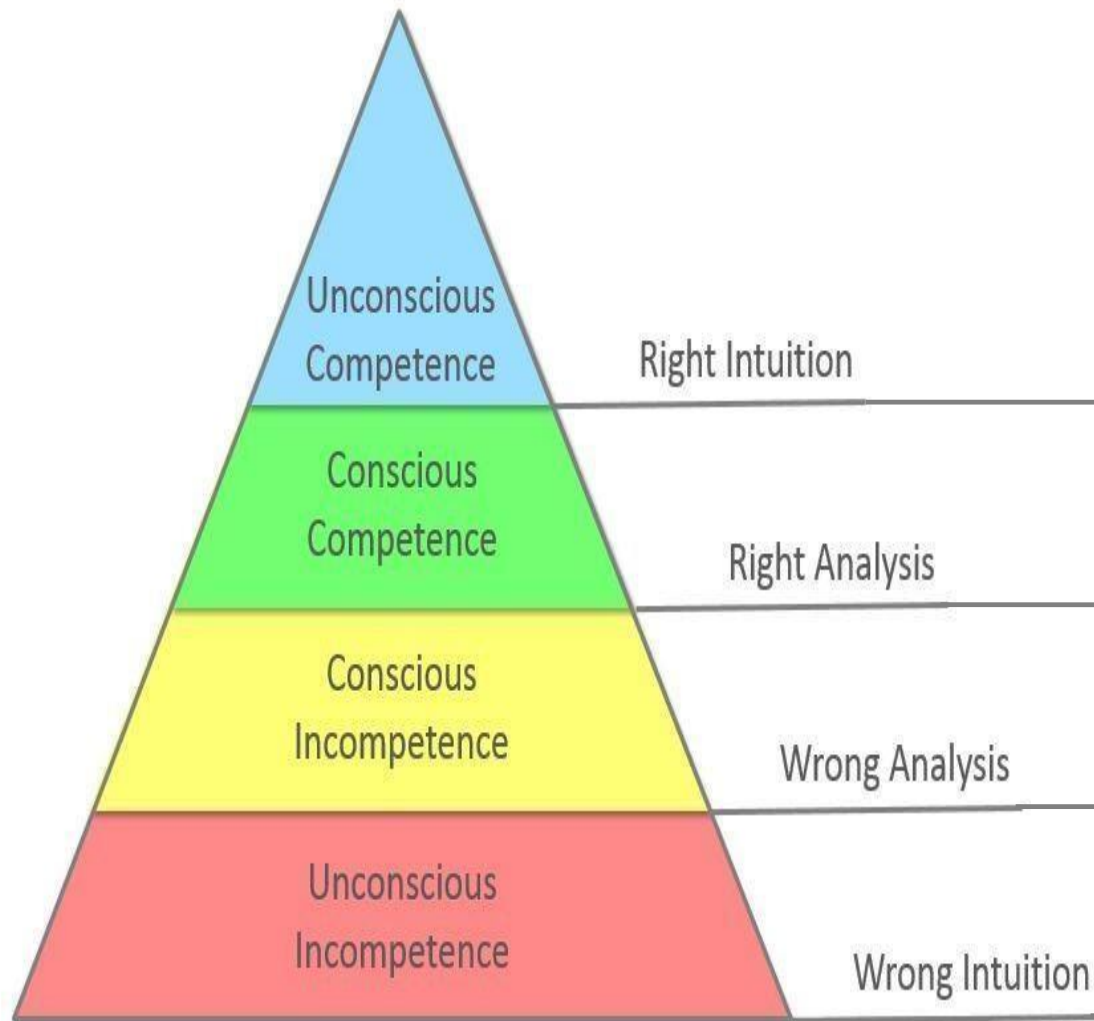 Unconscious
Competence
Right Intuition
Conscious
Competence
Right Analysis
Conscious
Incompetence
Wrong Analysis
Unconscious
Incompetence
Wrong Intuition